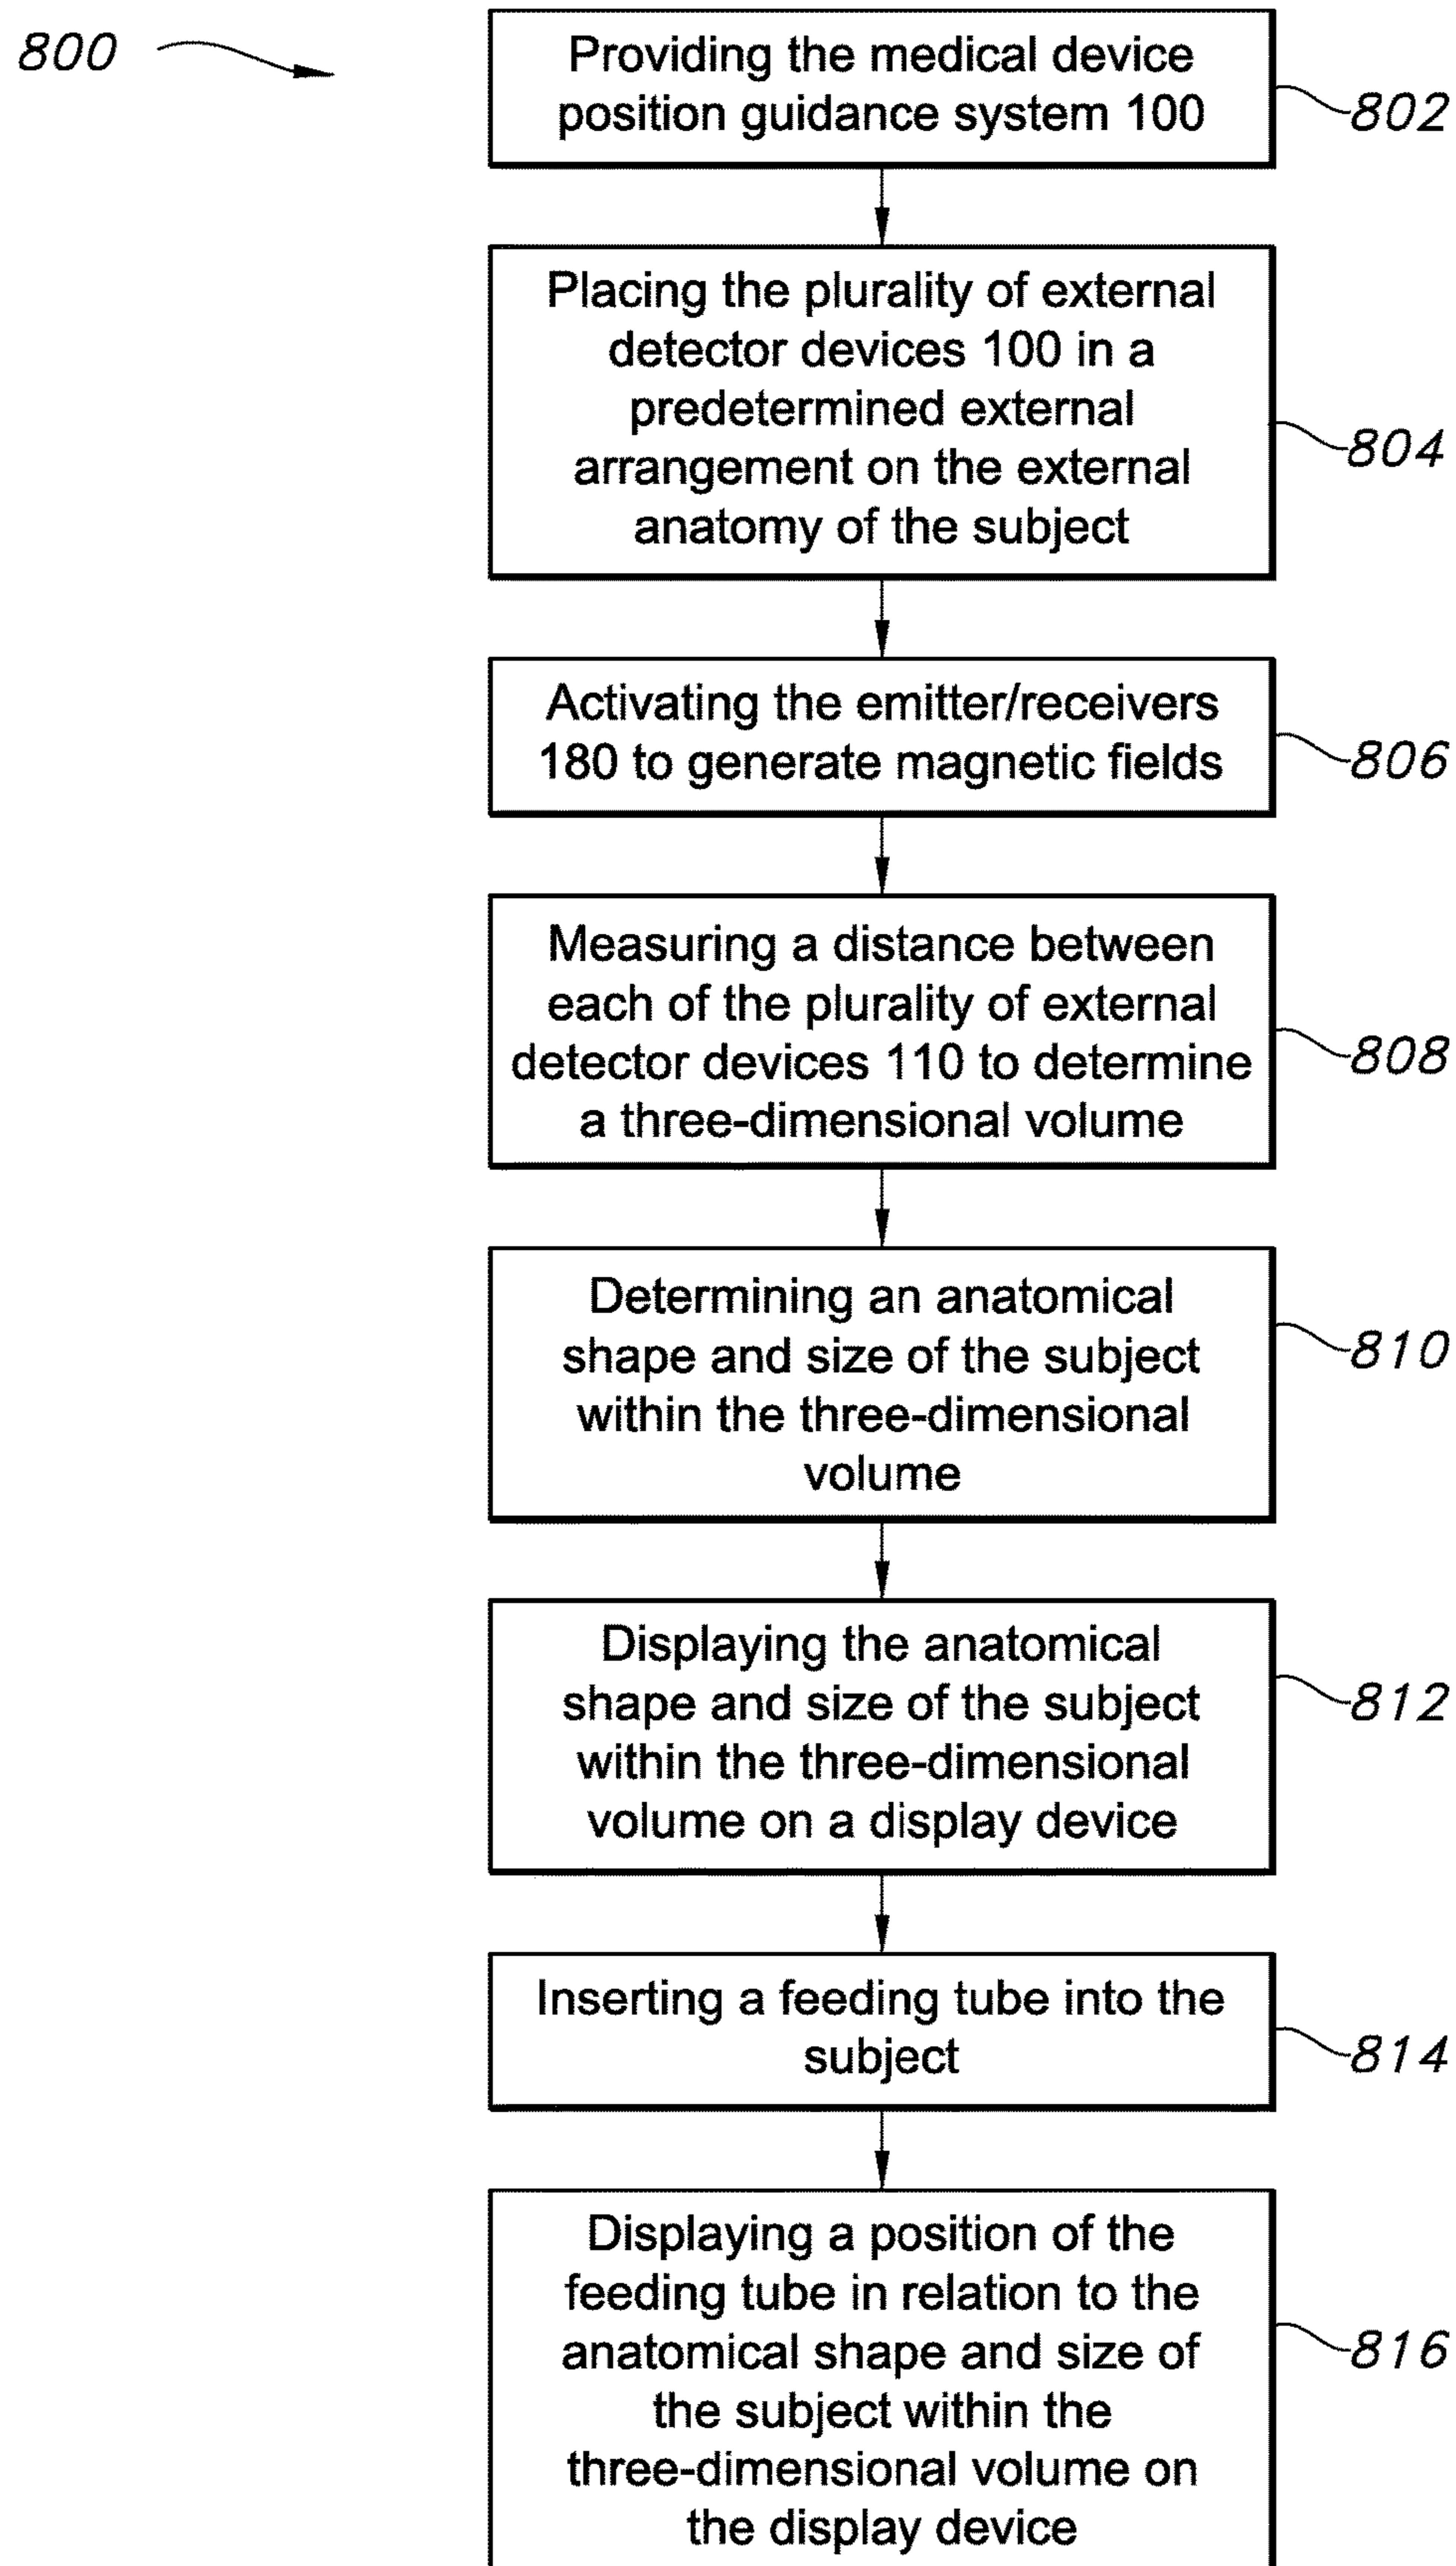 800
Providing the medical device
position guidance system 100
802
Placing the plurality of external
detector devices 100 in a
predetermined external
arrangement on the external
anatomy of the subject
804
Activating the emitter/receivers
180 to generate magnetic fields
806
Measuring a distance between
each of the plurality of external
detector devices 110 to determine
a three-dimensional volume
808
Determining an anatomical
shape and size of the subject
within the three-dimensional
volume
810
Displaying the anatomical
shape and size of the subject
within the three-dimensional
volume on a display device
812
Inserting a feeding tube into the
subject
814
Displaying a position of the
feeding tube in relation to the
anatomical shape and size of
the subject within the
three-dimensional volume on
the display device
816